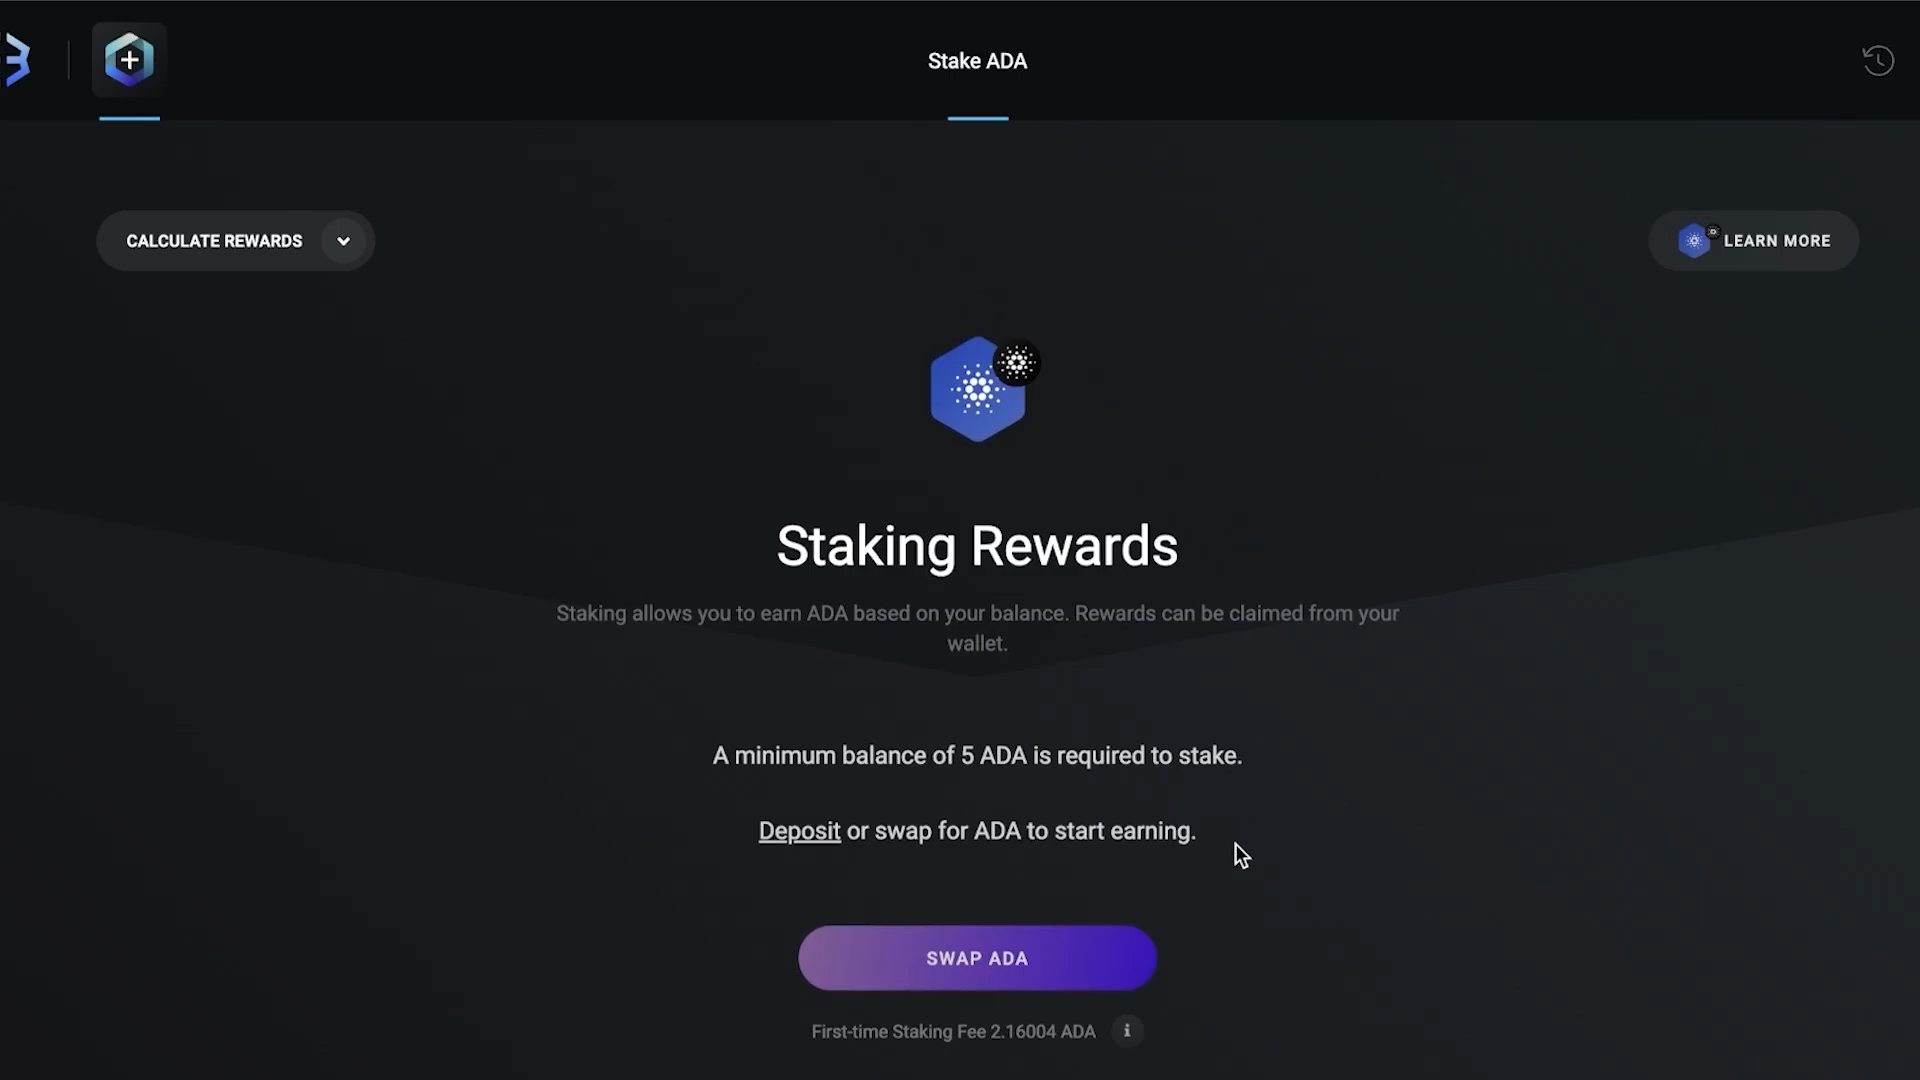 Stake ADA
CALCULATE REWARDS
LEARN MORE
Staking Rewards
Staking allows you to earn ADA based on your balance. Rewards can be claimed from your
wallet.
A minimum balance of 5 ADA is required to stake.
Deposit or swap for ADA to start earning.
SWAP ADA
First-time Staking Fee 2.16004 ADA